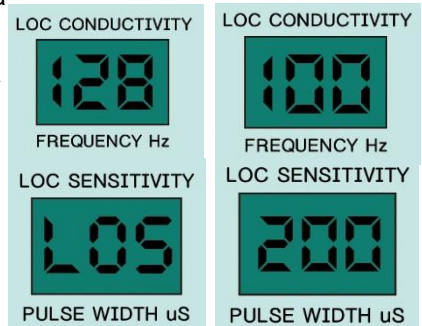 LOC CONDUCTIVITY
128
FREQUENCY Hz
LOC CONDUCTIVITY
100
FREQUENCY Hz
LOC SENSITIVITY
LOS
PULSE WIDTH uS
LOC SENSITIVITY
200
PULSE WIDTH uS